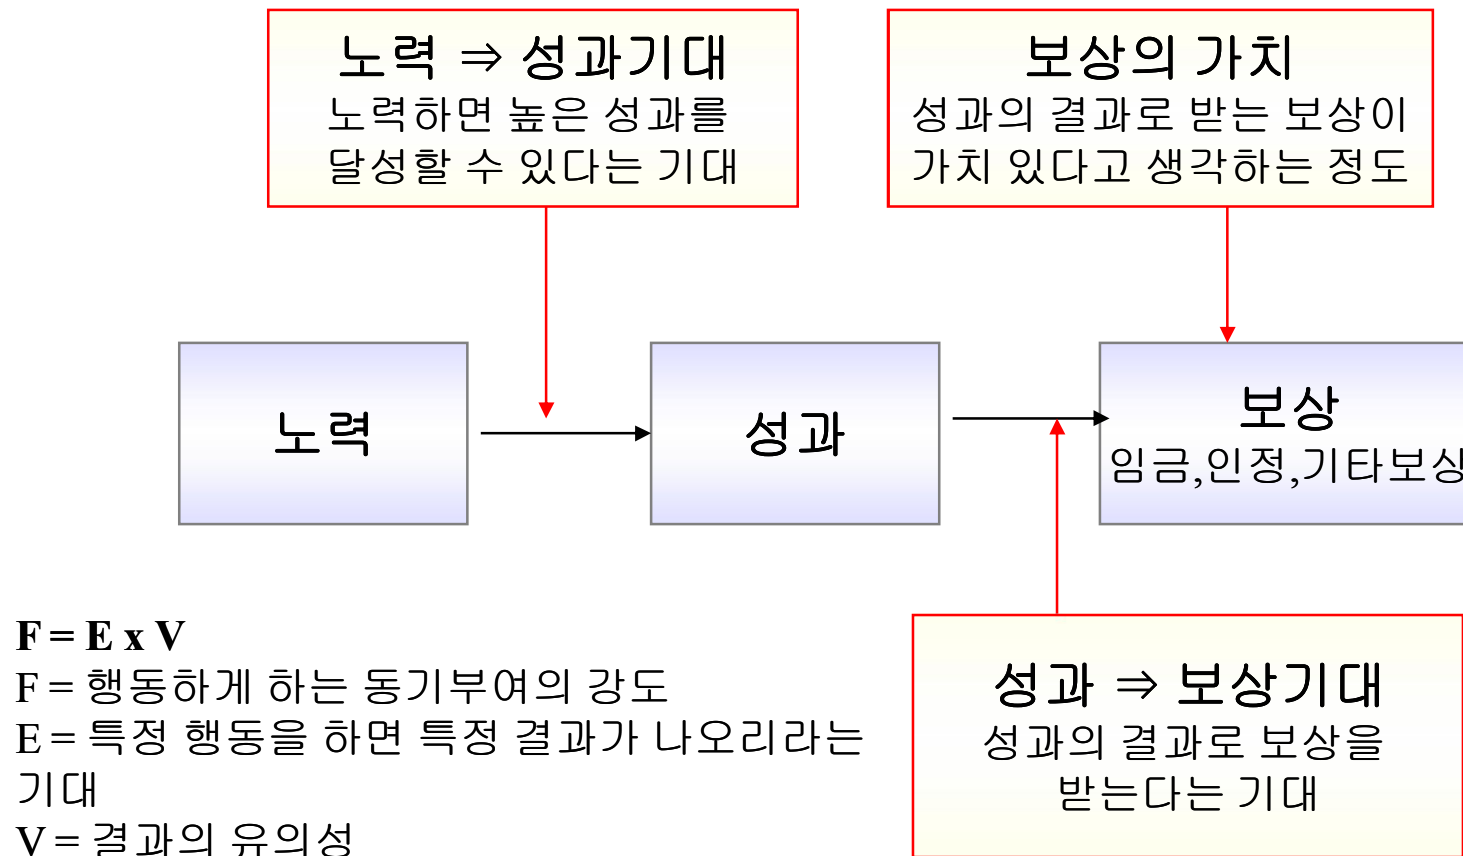 노력 ⇒ 성과기대
노력하면 높은 성과를
달성할 수 있다는 기대
보상의 가치
성과의 결과로 받는 보상이
가치 있다고 생각하는 정도
노력
성과
보상
임금,인정,기타보상
F = E x V
F = 행동하게 하는 동기부여의 강도
E = 특정 행동을 하면 특정 결과가 나오리라는
기대
V = 결과의 유의성
성과 ⇒ 보상기대
성과의 결과로 보상을
받는다는 기대